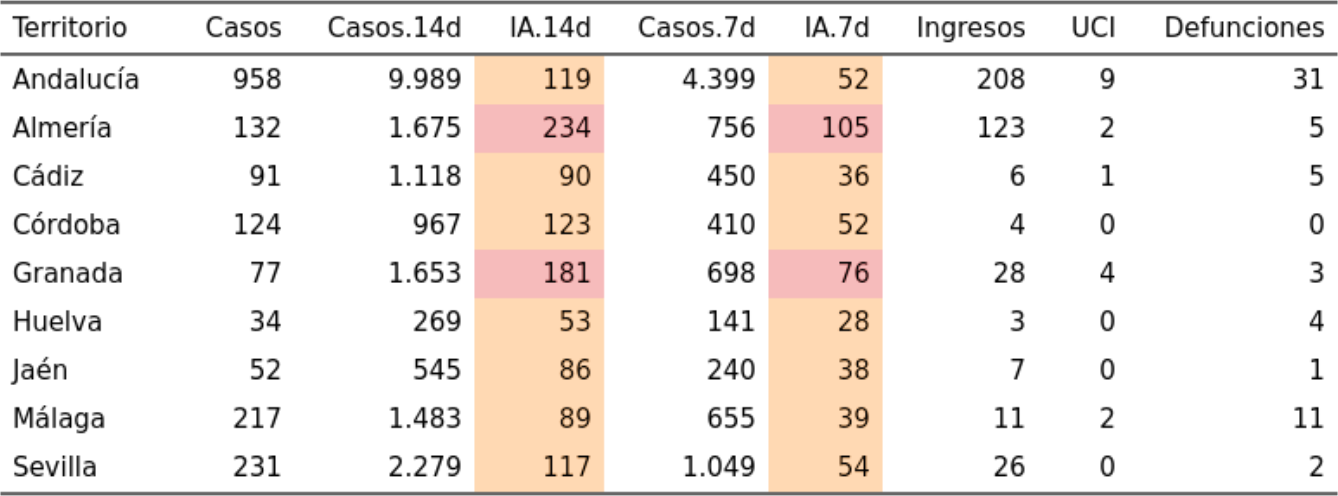 Territorio Casos Casos.14d IA.14d Casos.7d IA.7d Ingresos UCI Defunciones
Andalucía 958 9.989 119 4.399 52 208 9 31
Almería 132 1.675 234 756 105 123 2 5
Cádiz 91 1.118 90 450 36 6 1 5
Córdoba 124 967 123 410 52 4 0 0
Granada 77 1.653 181 698 76 28 4 3
Huelva 34 269 53 141 28 3 0 4
Jaén 52 545 86 240 38 7 0 1
Málaga 217 1.483 89 655 39 11 2 11
Sevilla 231 2.279 117 1.049 54 26 0 2